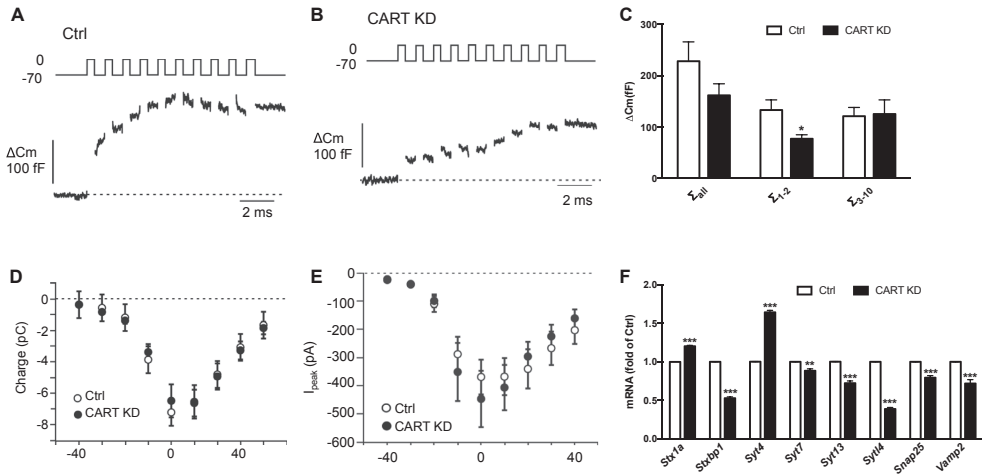 A
Ctrl
0
-70
ΔCm
100 fF
2 ms
B
CART KD
0
-70
ΔCm
100 fF
2 ms
C
Ctrl
CART KD
ΔCm(fF)
300
200
100
0
*
Σall
Σ1-2
Σ3-10
D
Charge (pC)
0
-2
-4
-6
-8
Ctrl
CART KD
-40
0
40
E
Ipeak (pA)
0
-100
-200
-300
-400
-500
-600
Ctrl
CART KD
-40
0
40
F
Ctrl
CART KD
mRNA (fold of Ctrl)
2.0
1.5
1.0
0.5
0.0
***
***
***
**
***
***
***
***
Stx1a
Stxbp1
Syt4
Syt7
Syt13
Sytl4
Snap25
Vamp2